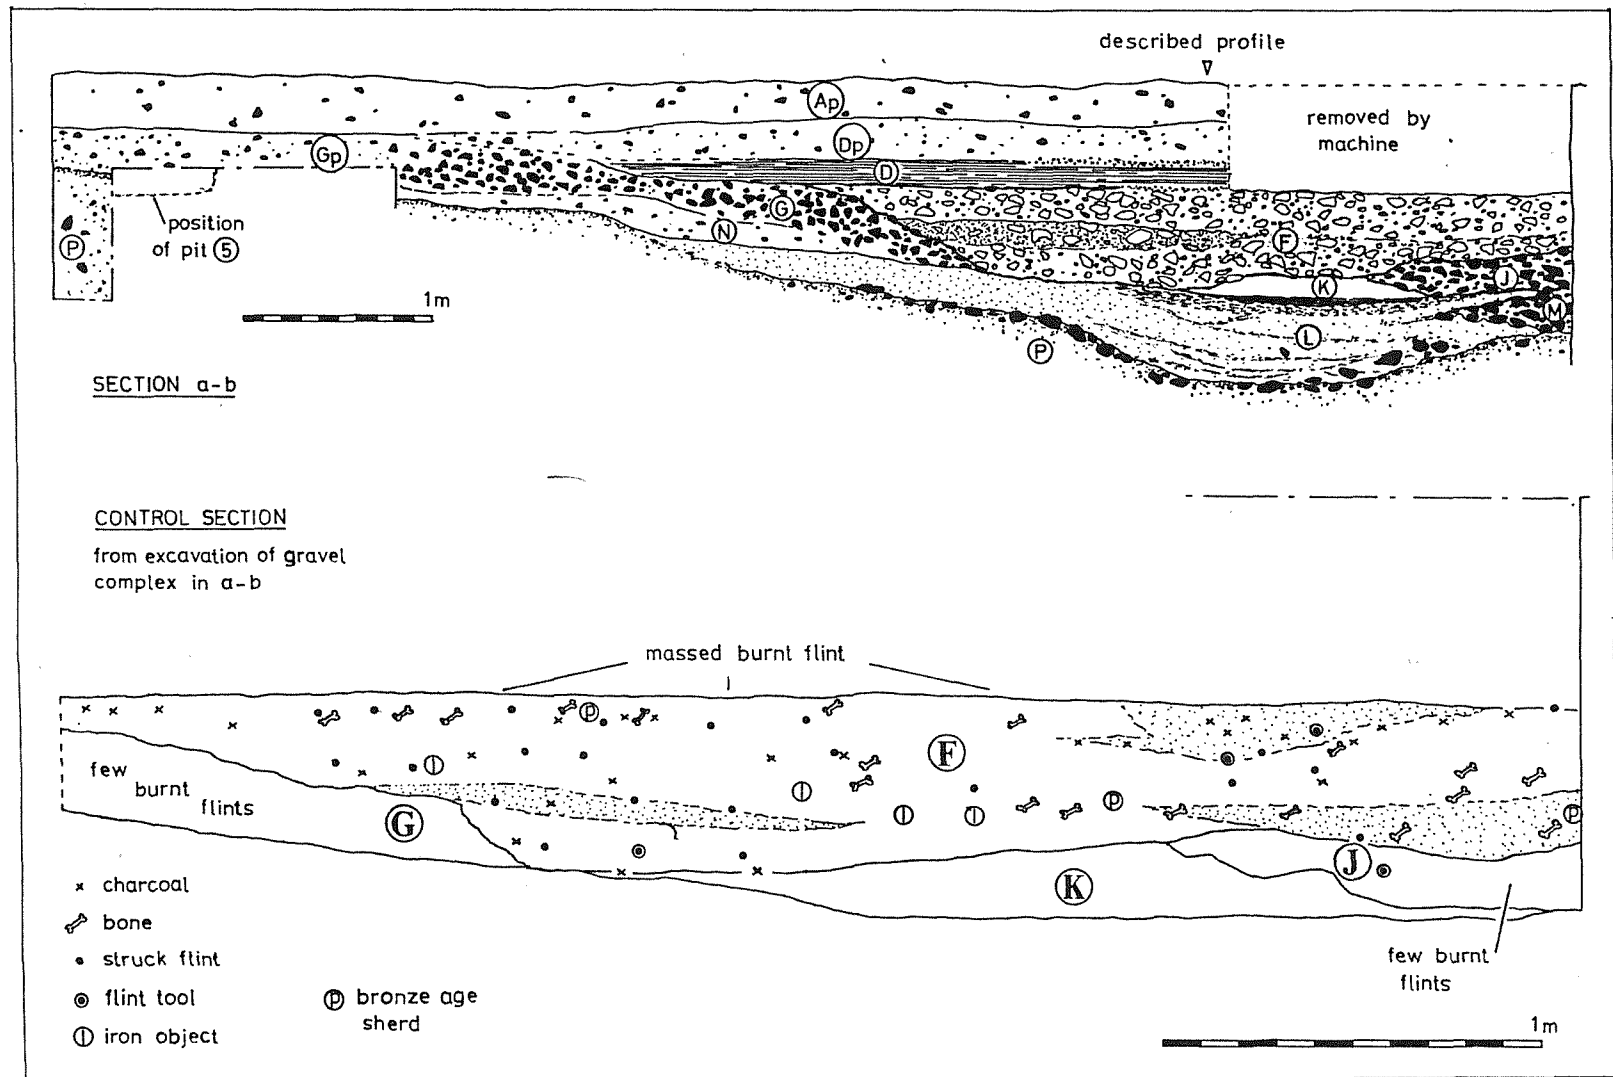 described profile
Ap
removed by
machine
Gp
Dp
D
position
of pit 5
P
G
N
F
K
J
M
L
P
1m
SECTION a-b
CONTROL SECTION
from excavation of gravel
complex in a-b
massed burnt flint
few
burnt
flints
G
F
K
J
p
p
p
few burnt
flints
charcoal
bone
struck flint
flint tool
iron object
p bronze age
sherd
1m